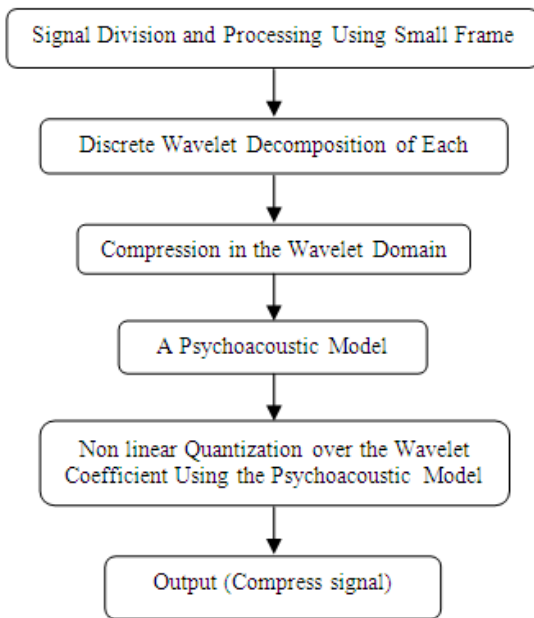 Signal Division and Processing Using Small Frame
Discrete Wavelet Decomposition of Each
Compression in the Wavelet Domain
A Psychoacoustic Model
Non linear Quantization over the Wavelet
Coefficient Using the Psychoacoustic Model
Output (Compress signal)